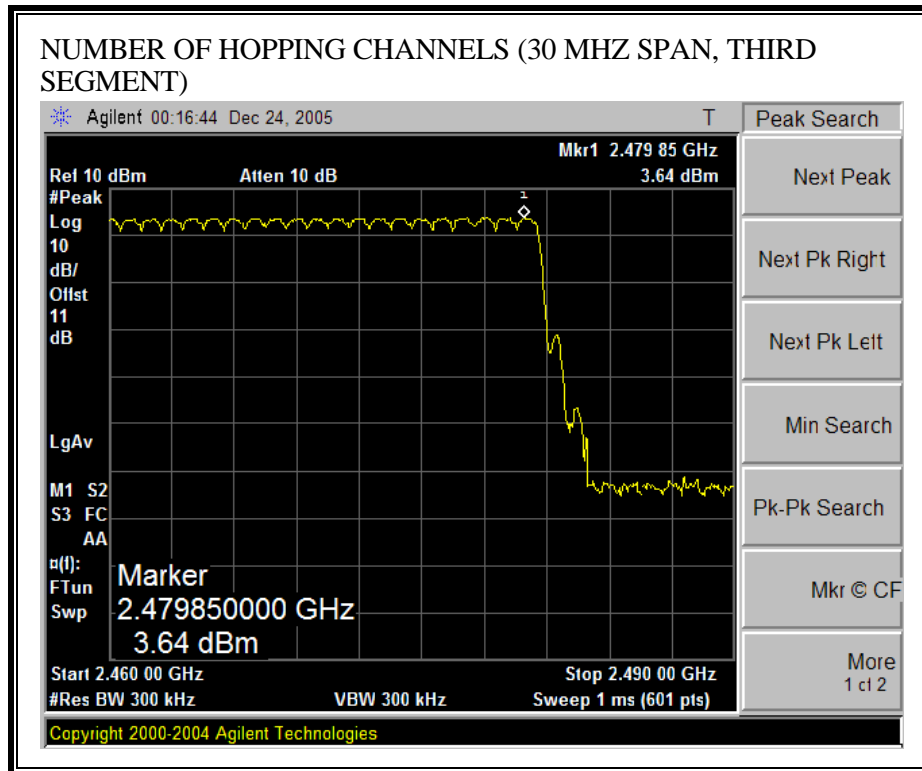 NUMBER OF HOPPING CHANNELS (30 MHZ SPAN, THIRD
SEGMENT)
Agilent 00:16:44 Dec 24, 2005 T
Peak Search
Mkr1 2.479 85 GHz
Ref 10 dBm Atten 10 dB 3.64 dBm
#Peak
Log
10
dB/
Offst
11
dB
1
LgAv
M1 S2
S3 FC
AA
¤(f):
FTun
Swp
Marker
2.479850000 GHz
3.64 dBm
Start 2.460 00 GHz Stop 2.490 00 GHz
#Res BW 300 kHz VBW 300 kHz Sweep 1 ms (601 pts)
Copyright 2000-2004 Agilent Technologies
Next Peak
Next Pk Right
Next Pk Left
Min Search
Pk-Pk Search
Mkr © CF
More
1 of 2